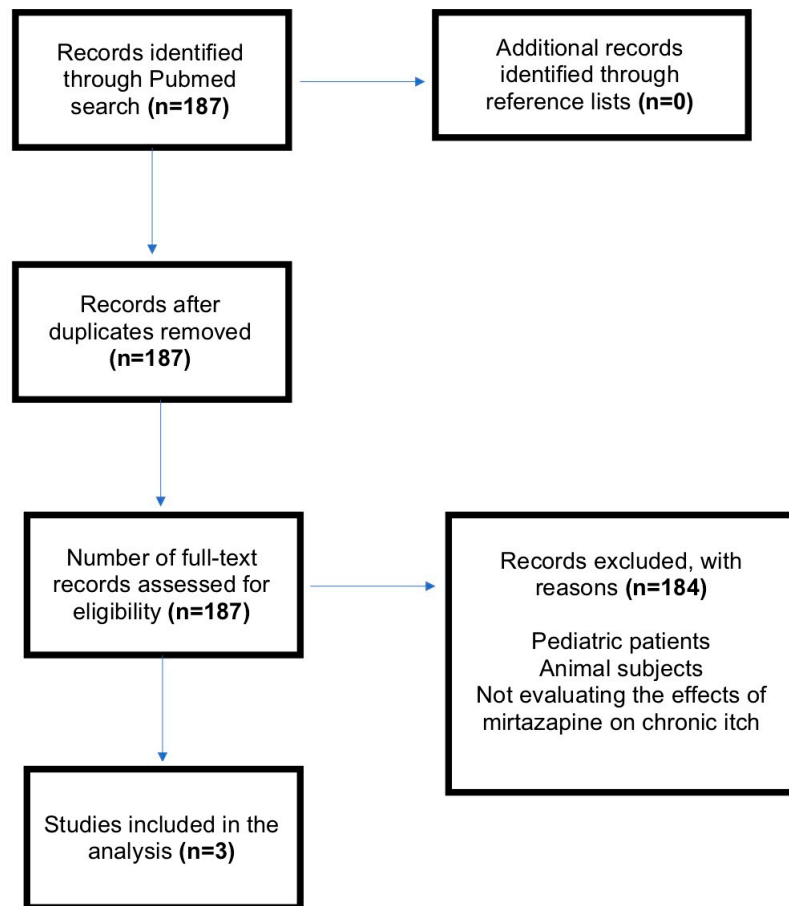 Records identified
through Pubmed
search (n=187)
Additional records
identified through
reference lists (n=0)
Records after
duplicates removed
(n=187)
Number of full-text
records assessed for
eligibility (n=187)
Records excluded, with
reasons (n=184)
Pediatric patients
Animal subjects
Not evaluating the effects of
mirtazapine on chronic itch
Studies included in the
analysis (n=3)